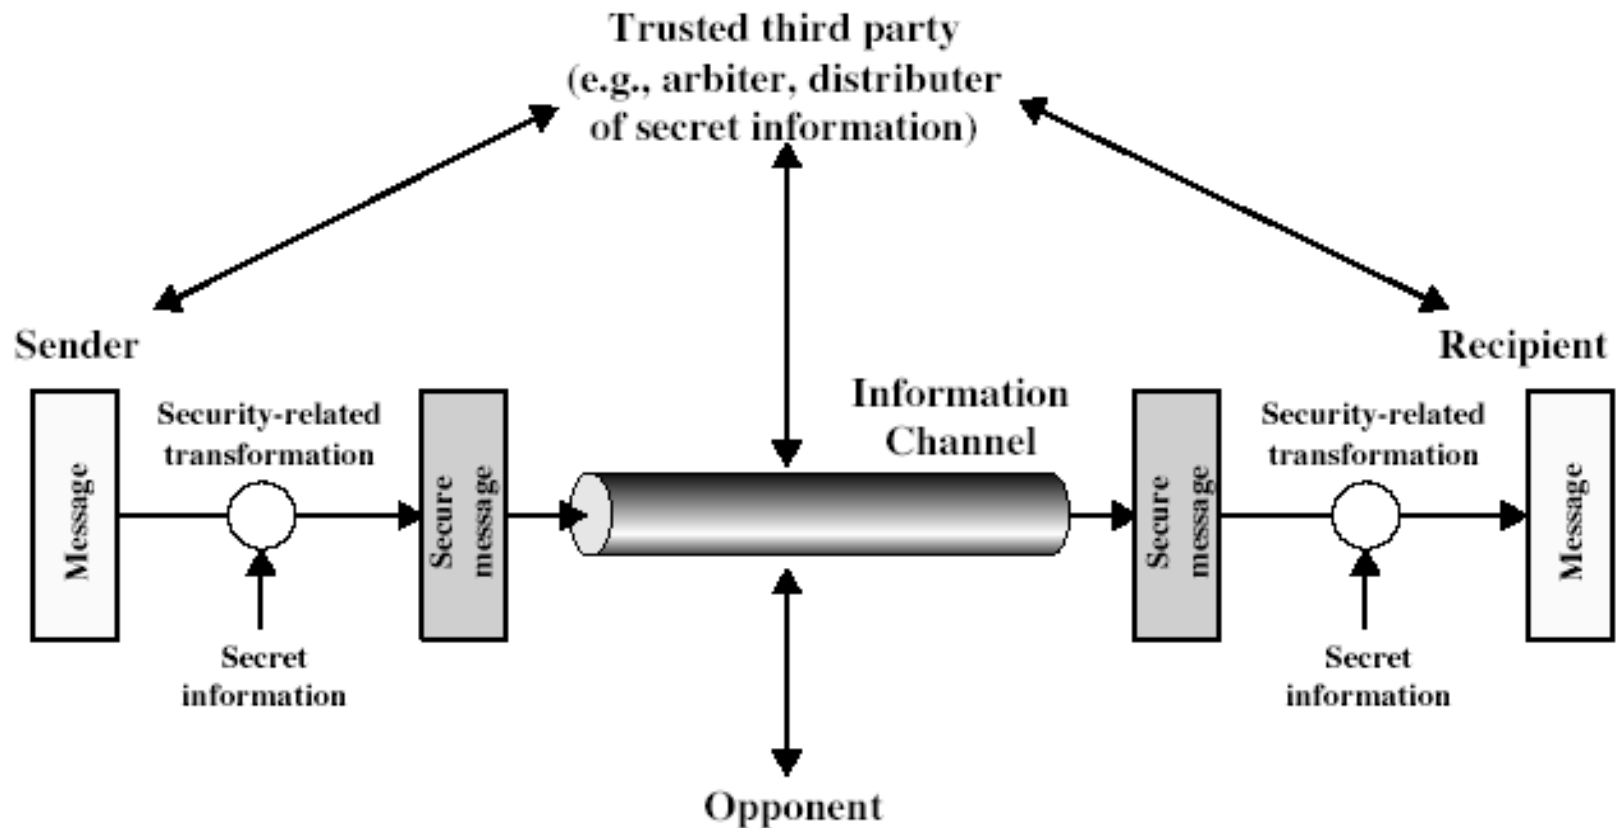 Trusted third party
(e.g., arbiter, distributer
of secret information)
Sender
Recipient
Information
Channel
Security-related
transformation
Security-related
transformation
Message
Secure
message
Secure
message
Message
Secret
information
Secret
information
Opponent